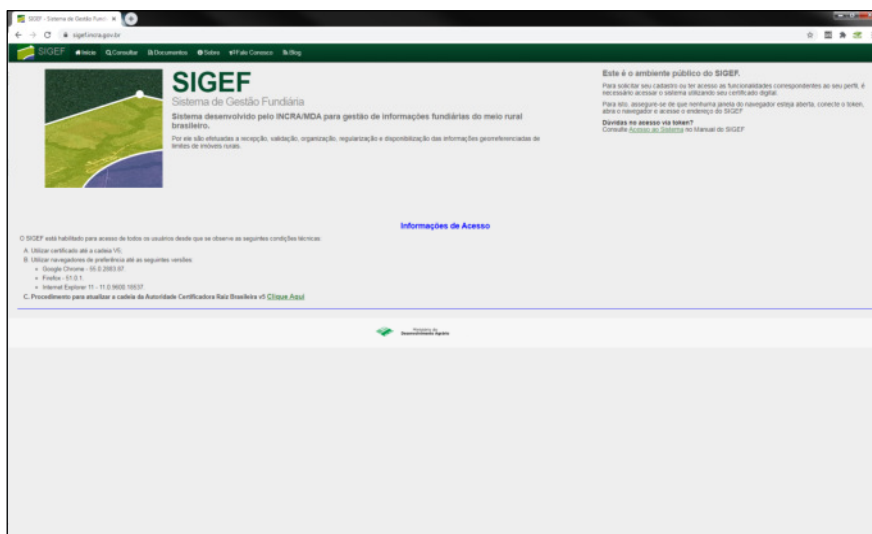 SIGEF - Sistema de Gestão Fundi
sigef.incra.gov.br
SIGEF Início Consultar Documentos Sobre Fale Conosco Blog
SIGEF
Sistema de Gestão Fundiária
Sistema desenvolvido pelo INCRA/MDA para gestão de informações fundiárias do meio rural
brasileiro.
Por ele são efetuadas a recepção, validação, organização, regularização e disponibilização das informações georreferenciadas de
limites de imóveis rurais.
Este é o ambiente público do SIGEF.
Para solicitar seu cadastro ou ter acesso as funcionalidades correspondentes ao seu perfil, é
necessário acessar o sistema utilizando seu certificado digital.
Para isto, assegure-se de que nenhuma janela do navegador esteja aberta, conecte o token,
abra o navegador e acesse o endereço do SIGEF
Dúvidas no acesso via token?
Consulte Acesso ao Sistema no Manual do SIGEF
Informações de Acesso
O SIGEF está habilitado para acesso de todos os usuários desde que se observe as seguintes condições técnicas:
A. Utilizar certificado até a cadeia V5;
B. Utilizar navegadores de preferência até as seguintes versões:
Google Chrome - 55.0.2883.87.
Firefox - 51.0.1.
Internet Explorer 11 - 11.0.9600.18537.
C. Procedimento para atualizar a cadeia da Autoridade Certificadora Raiz Brasileira v5 Clique Aqui
Ministério do
Desenvolvimento Agrário